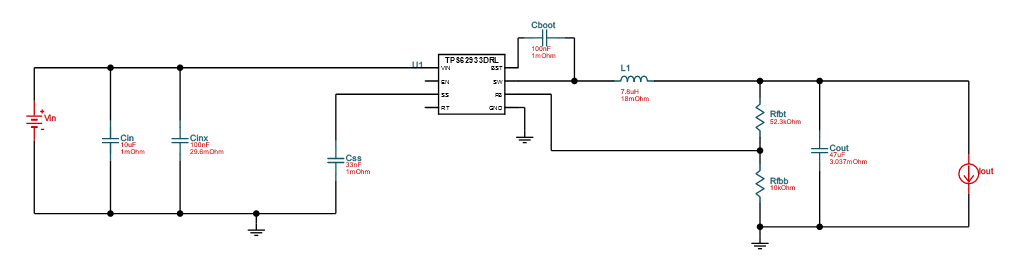 Cboot
100nF
1mOhm
U1
TPS62933DRL
VIN
BST
EN
SW
SS
FB
RT
GND
L1
7.8uH
18mOhm
Vin
Cin
10uF
1mOhm
Cinx
100nF
29.6mOhm
Css
33nF
1mOhm
Rfbt
52.3kOhm
Cout
47uF
3.037mOhm
Rfbb
10kOhm
Iout